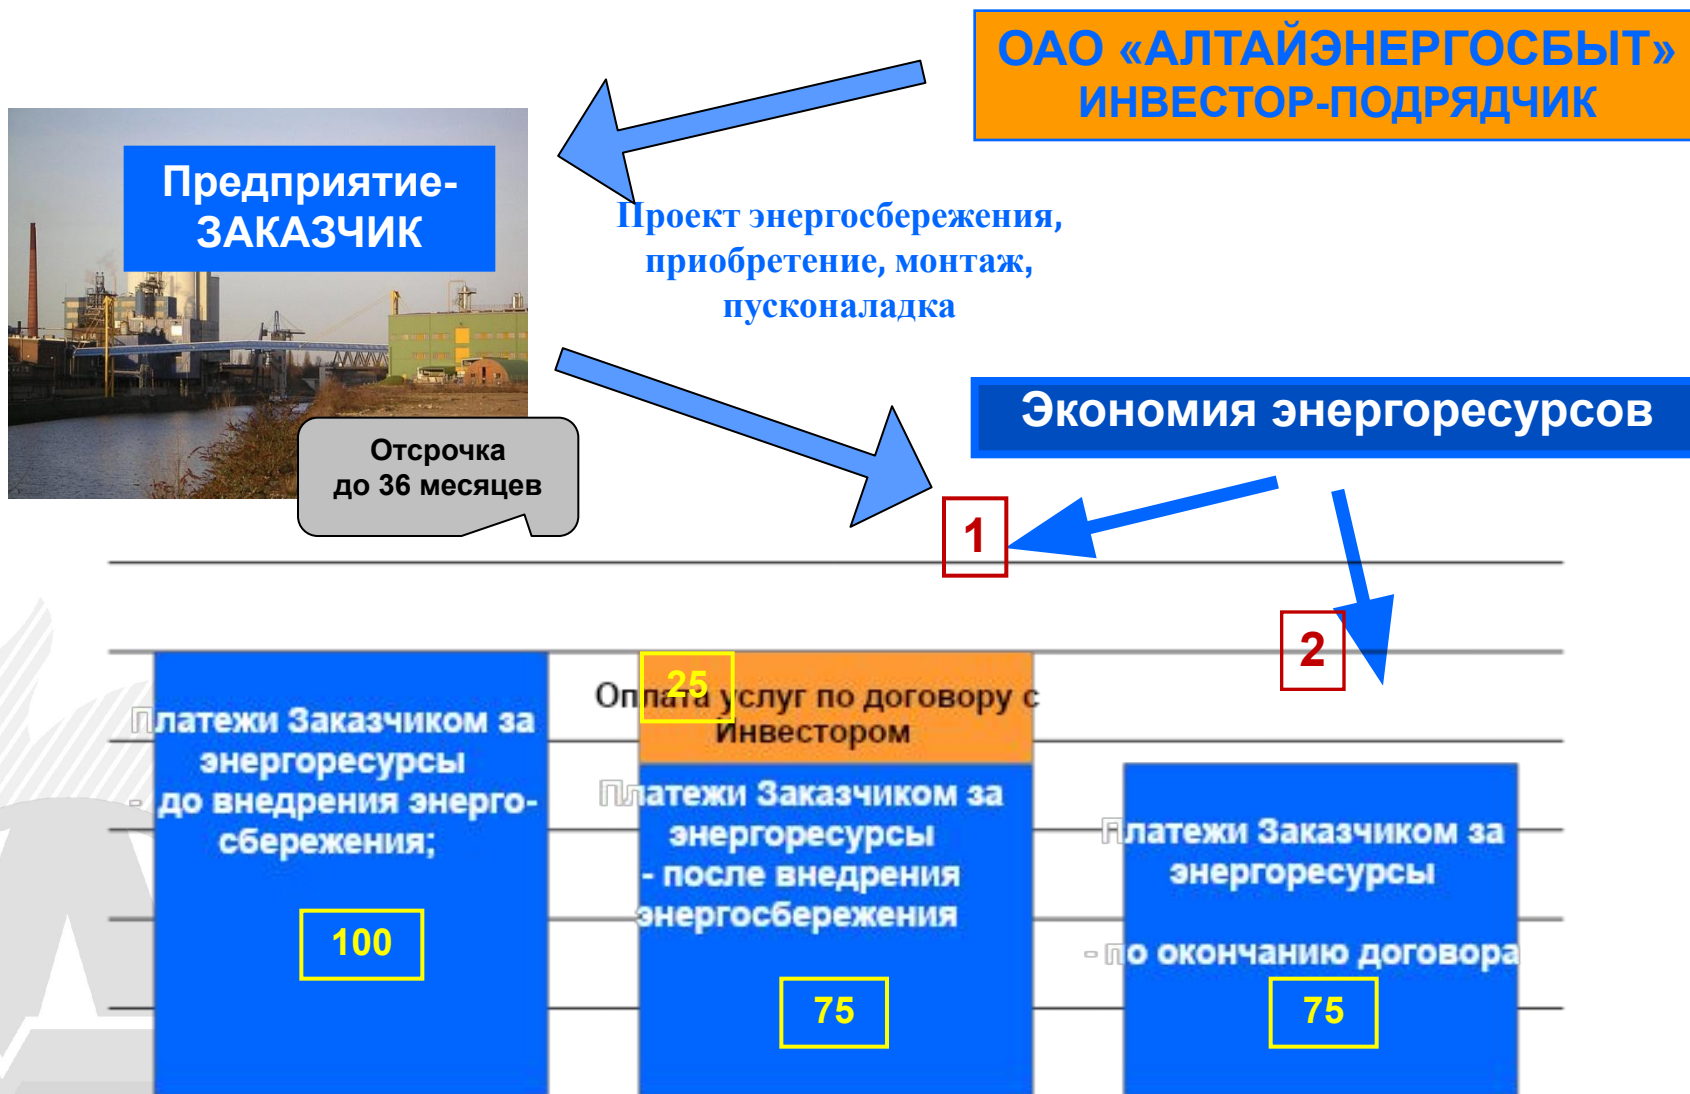 ОАО «АЛТАЙЭНЕРГОСБЫТ»
ИНВЕСТОР-ПОДРЯДЧИК
Предприятие-
ЗАКАЗЧИК
Проект энергосбережения,
приобретение, монтаж,
пусконаладка
Экономия энергоресурсов
Отсрочка
до 36 месяцев
1
2
Платежи Заказчиком за
энергоресурсы
- до внедрения энерго-
сбережения;
100
25
Оплата услуг по договору с
Инвестором
Платежи Заказчиком за
энергоресурсы
- после внедрения
энергосбережения
75
Платежи Заказчиком за
энергоресурсы
- по окончанию договора
75